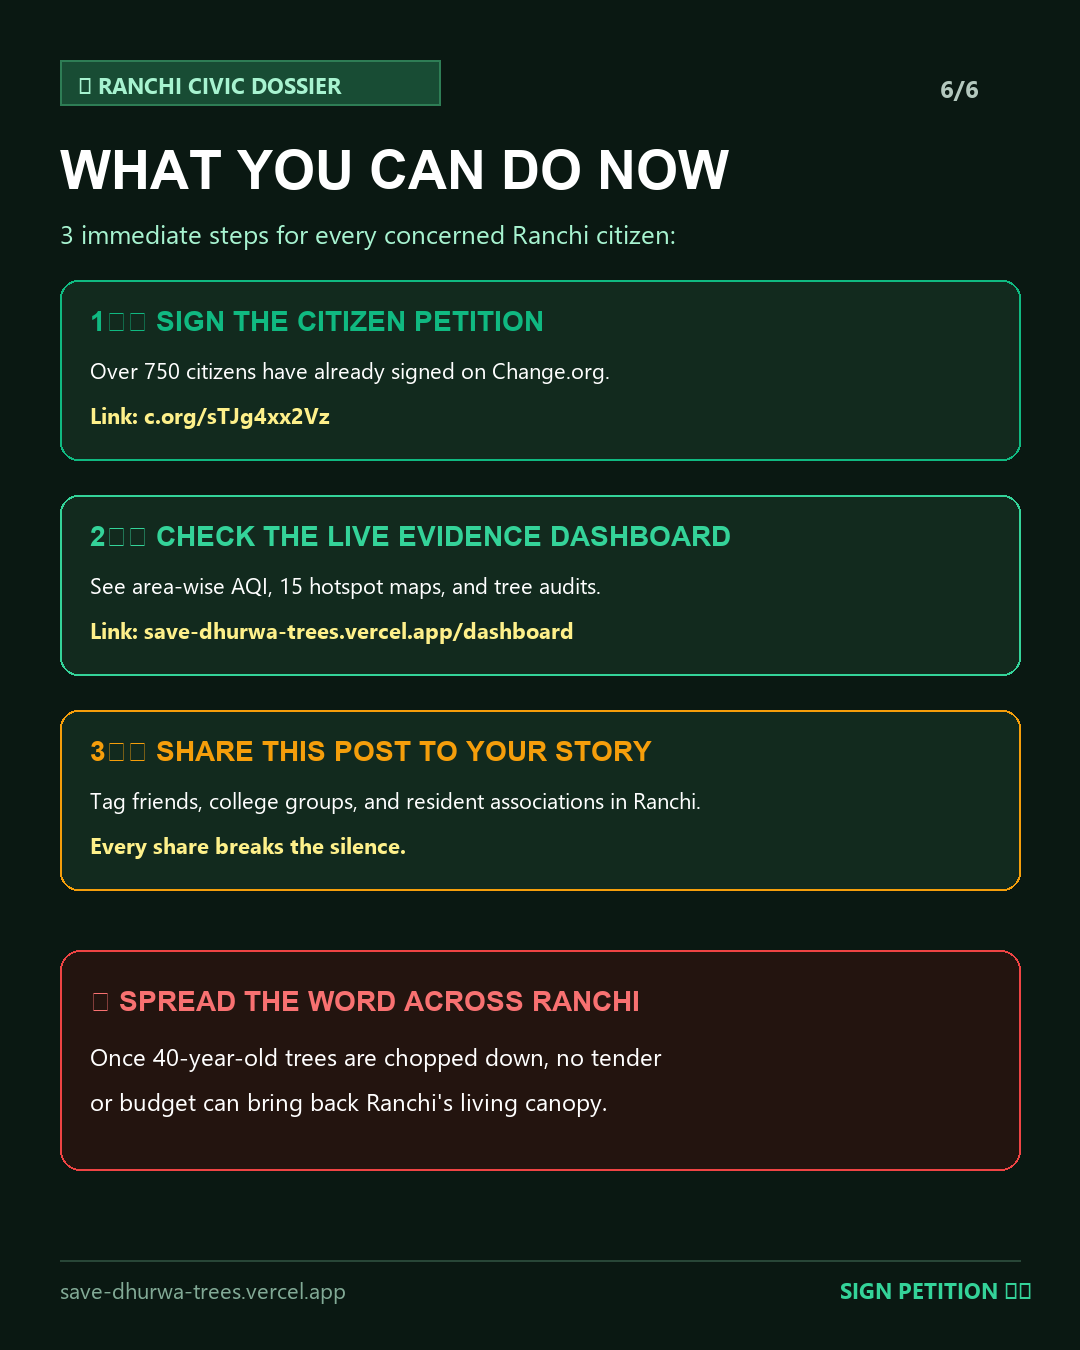 RANCHI CIVIC DOSSIER
6/6
WHAT YOU CAN DO NOW
3 immediate steps for every concerned Ranchi citizen:
1□□ SIGN THE CITIZEN PETITION
Over 750 citizens have already signed on Change.org.
Link: c.org/sTJg4xx2Vz
2□□ CHECK THE LIVE EVIDENCE DASHBOARD
See area-wise AQI, 15 hotspot maps, and tree audits.
Link: save-dhurwa-trees.vercel.app/dashboard
3□□ SHARE THIS POST TO YOUR STORY
Tag friends, college groups, and resident associations in Ranchi.
Every share breaks the silence.
□ SPREAD THE WORD ACROSS RANCHI
Once 40-year-old trees are chopped down, no tender
or budget can bring back Ranchi's living canopy.
save-dhurwa-trees.vercel.app
SIGN PETITION □□